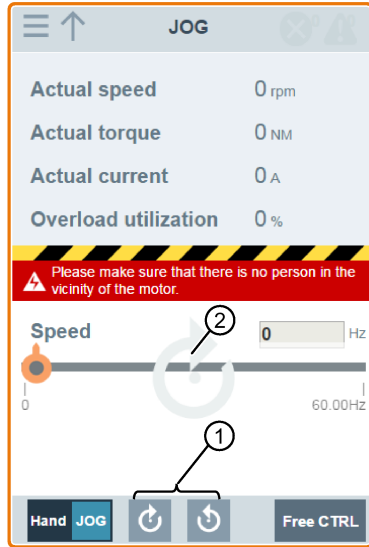 JOG
Actual speed 0 rpm
Actual torque 0 NM
Actual current 0 A
Overload utilization 0 %
Please make sure that there is no person in the
vicinity of the motor.
Speed 0 Hz
2
0 60.00Hz
1
Hand JOG Free CTRL